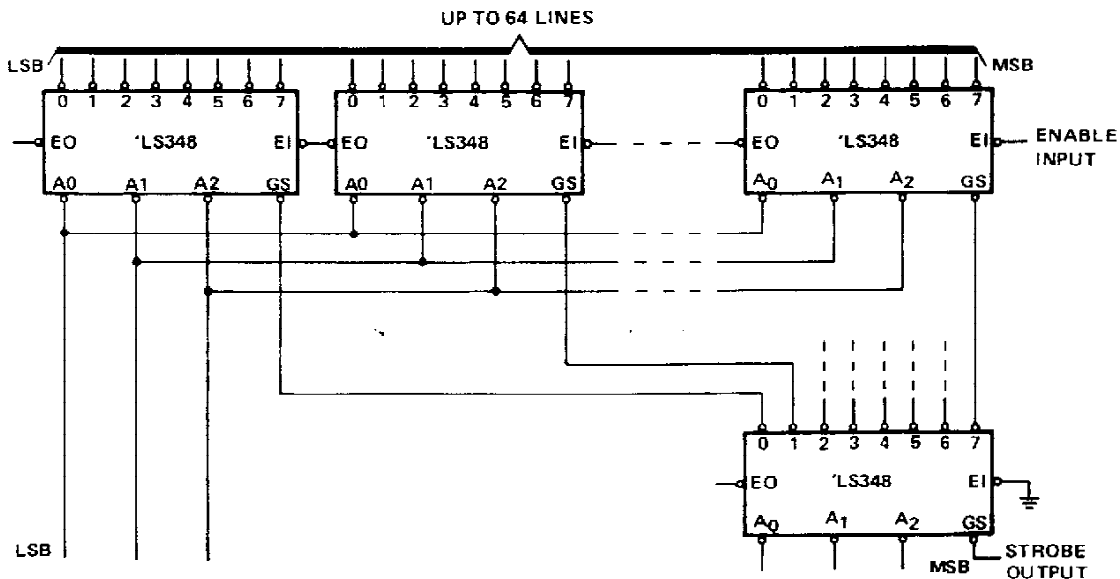 UP TO 64 LINES
LSB
MSB
0 1 2 3 4 5 6 7
0 1 2 3 4 5 6 7
0 1 2 3 4 5 6 7
EO 'LS348 EI
EO 'LS348 EI
EO 'LS348 EI
ENABLE
INPUT
A0 A1 A2 GS
A0 A1 A2 GS
A0 A1 A2 GS
0 1 2 3 4 5 6 7
EO 'LS348 EI
A0 A1 A2 GS
LSB
MSB
STROBE
OUTPUT